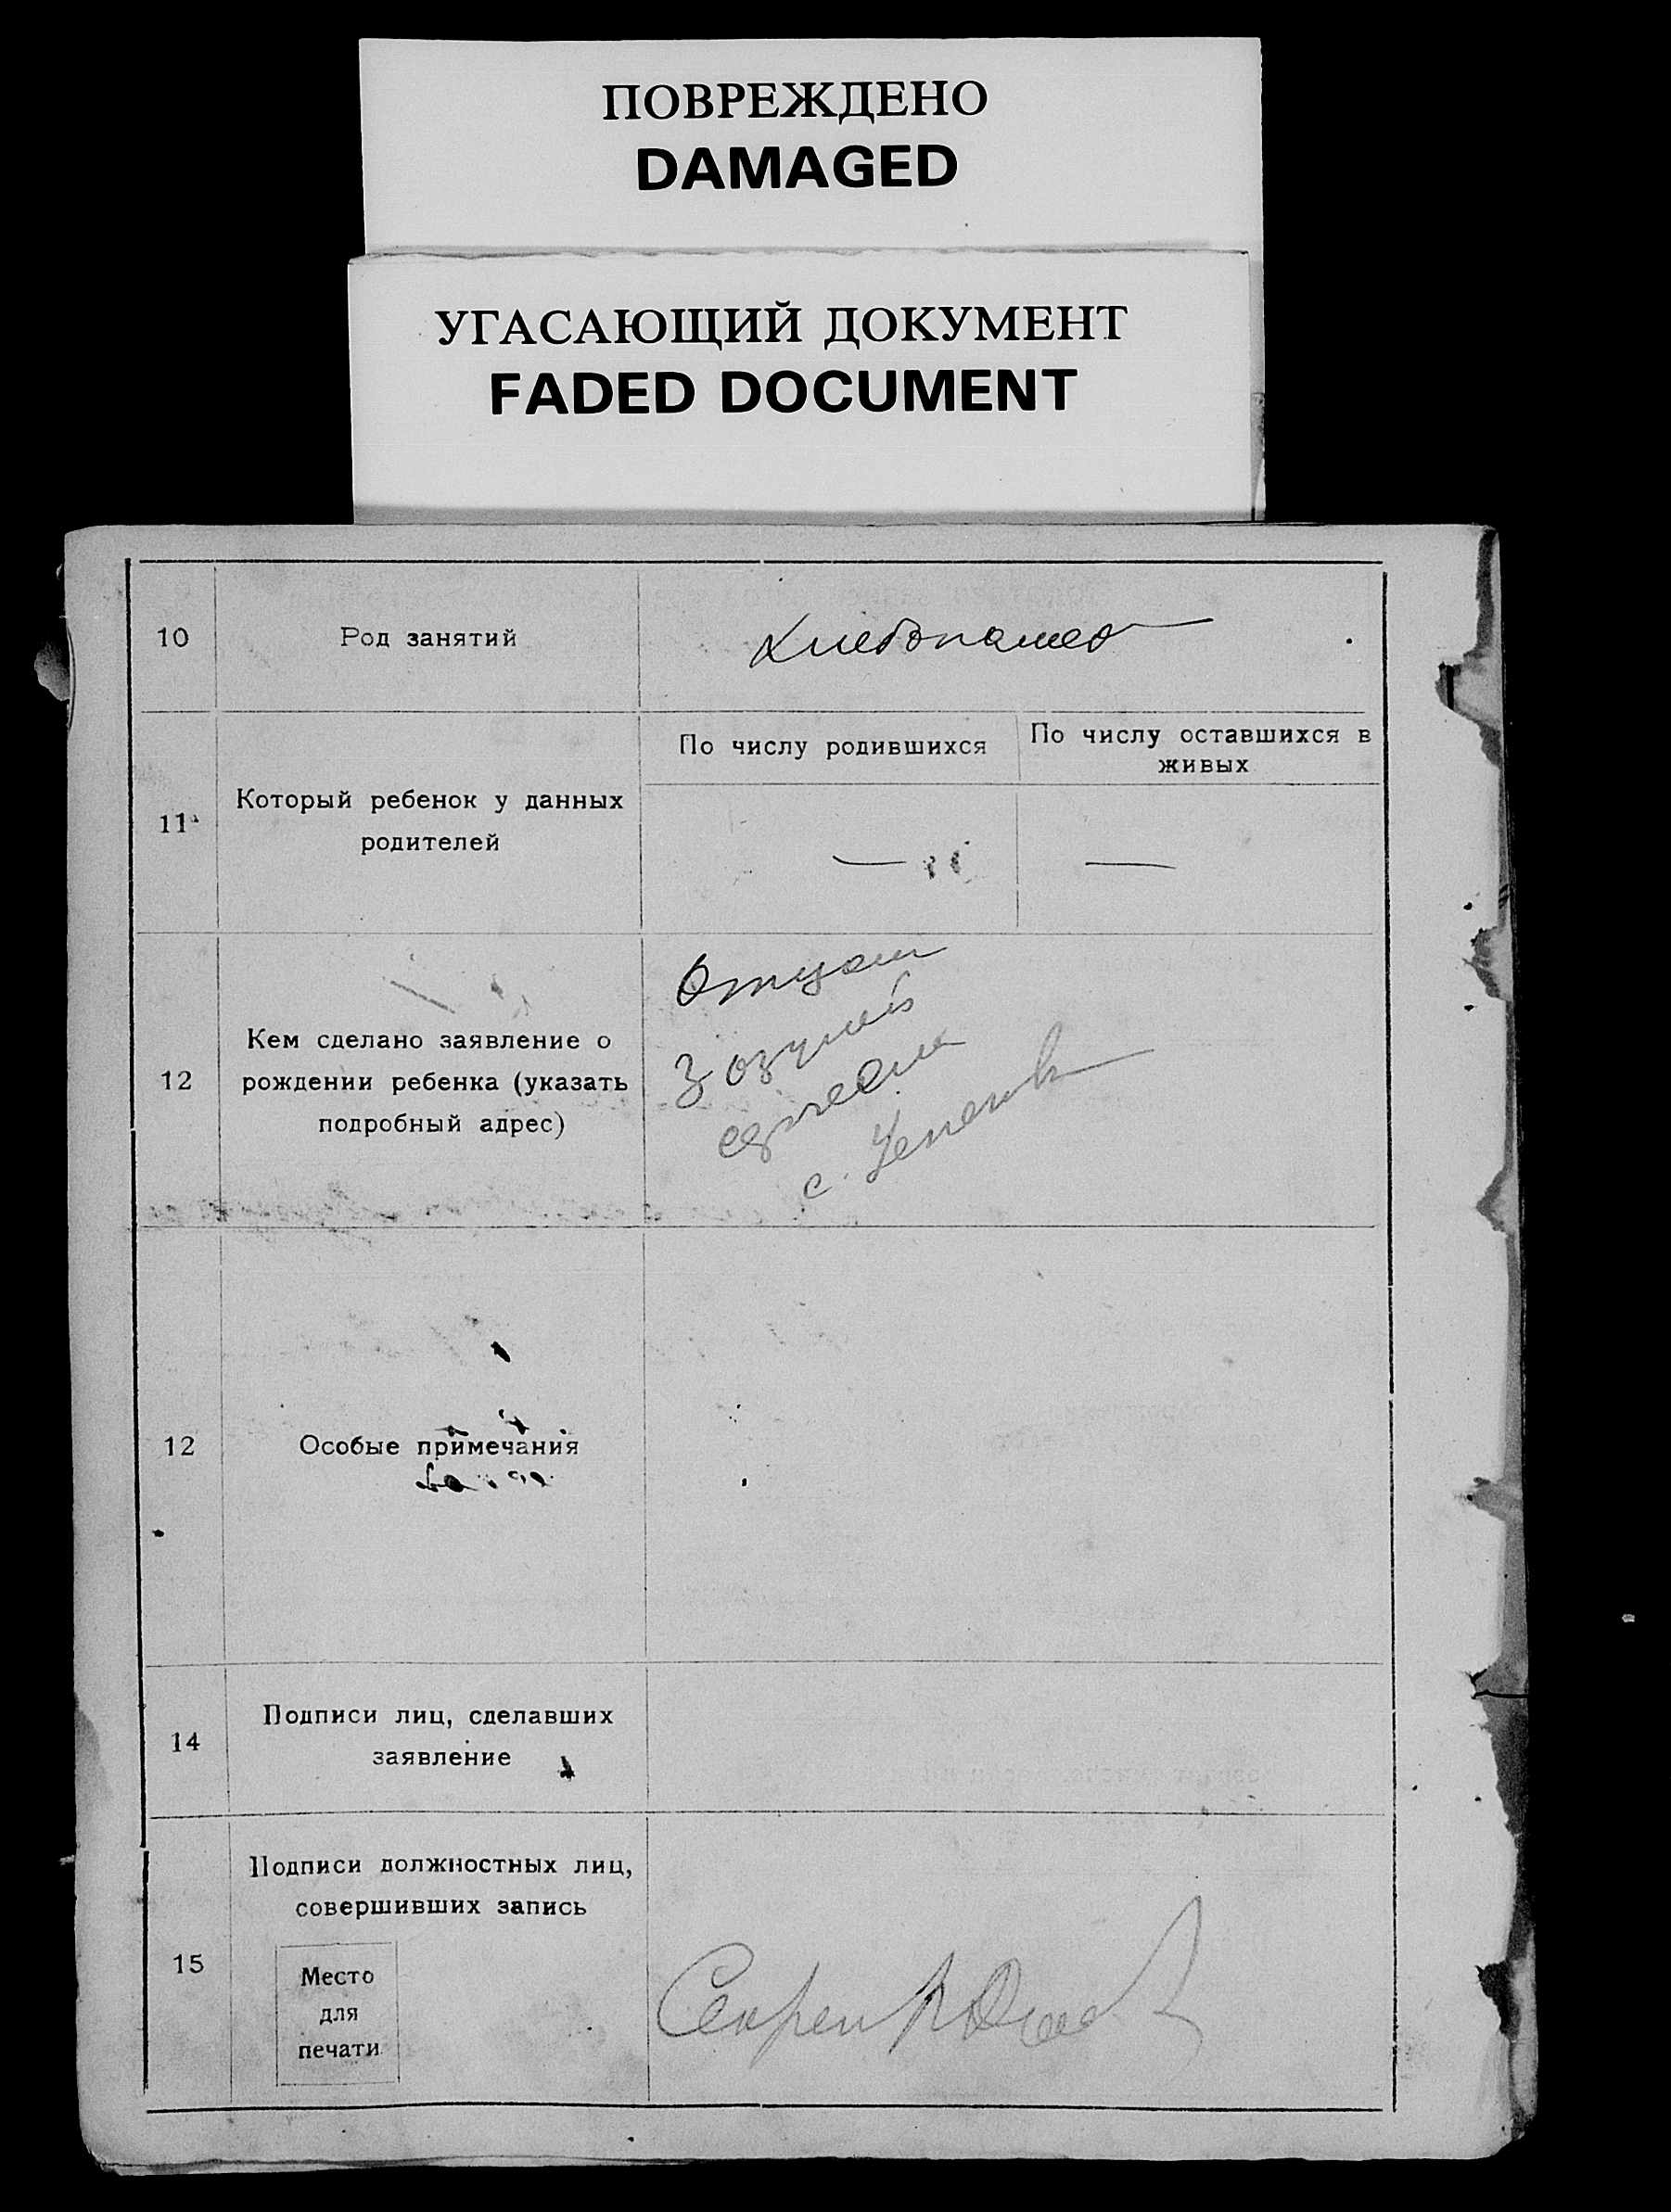 ПОВРЕЖДЕНО
DAMAGED
УГАСАЮЩИЙ ДОКУМЕНТ
FADED DOCUMENT
10
Род занятий
Хлебопашео
11
Который ребенок у данных
родителей
По числу родившихся
По числу оставшихся в
живых
—
—
12
Кем сделано заявление о
рождении ребенка (указать
подробный адрес)
Отцом
Зозулей
с.
12
Особые примечания
14
Подписи лиц, сделавших
заявление
15
Подписи должностных лиц,
совершивших запись
Место
для
печати